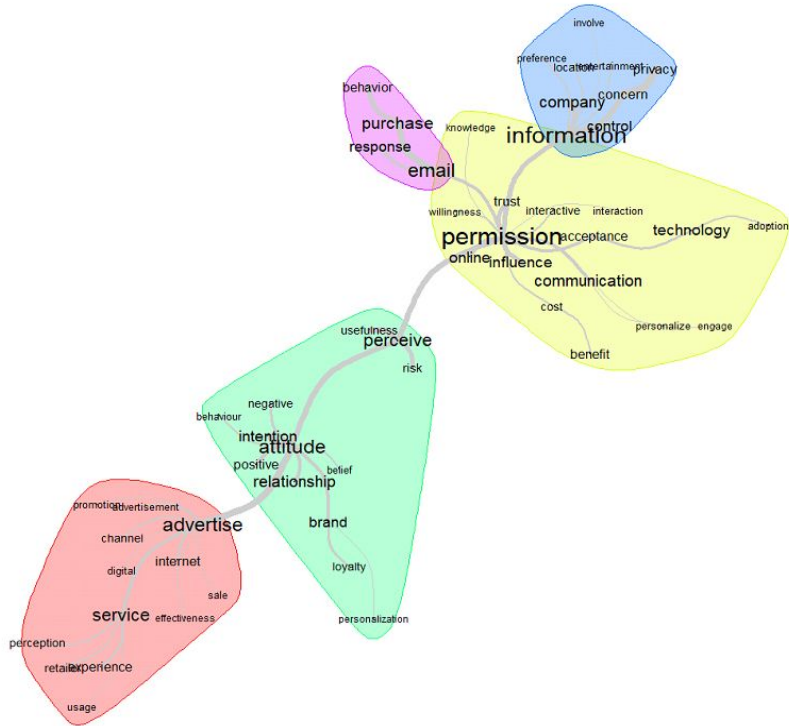 involve
preference
location
entertainment
privacy
concern
company
control
information
behavior
purchase
response
email
knowledge
trust
willingness
interactive
interaction
permission
acceptance
technology
adoption
online
influence
communication
cost
personalize
engage
benefit
usefulness
perceive
risk
negative
behaviour
intention
attitude
positive
belief
relationship
brand
loyalty
personalization
promotion
advertisement
advertise
channel
internet
digital
sale
service
effectiveness
perception
retailer
experience
usage